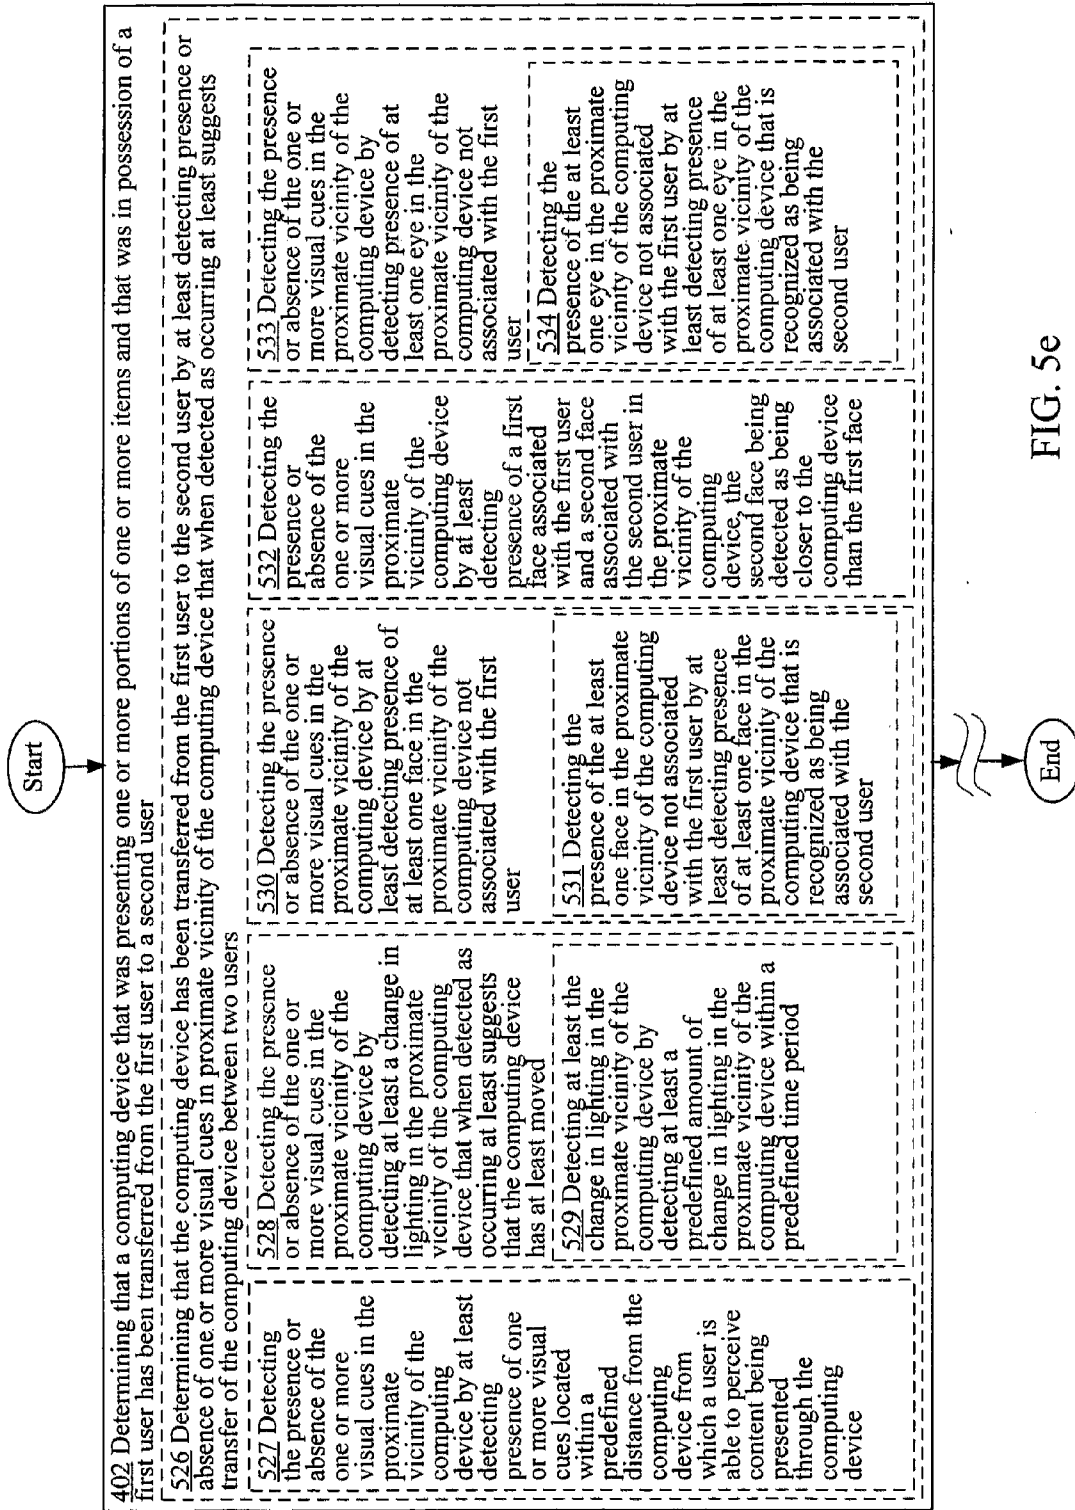 Start
402 Determining that a computing device that was presenting one or more portions of one or more items and that was in possession of a
first user has been transferred from the first user to a second user
526 Determining that the computing device has been transferred from the first user to the second user by at least detecting presence or
absence of one or more visual cues in proximate vicinity of the computing device that when detected as occurring at least suggests
transfer of the computing device between two users
527 Detecting
the presence or
absence of the
one or more
visual cues in the
proximate
vicinity of the
computing
device by at least
detecting
presence of one
or more visual
cues located
within a
predefined
distance from the
computing
device from
which a user is
able to perceive
content being
presented
through the
computing
device
528 Detecting the presence
or absence of the one or
more visual cues in the
proximate vicinity of the
computing device by
detecting at least a change in
lighting in the proximate
vicinity of the computing
device that when detected as
occurring at least suggests
that the computing device
has at least moved
529 Detecting at least the
change in lighting in the
proximate vicinity of the
computing device by
detecting at least a
predefined amount of
change in lighting in the
proximate vicinity of the
computing device within a
predefined time period
530 Detecting the presence
or absence of the one or
more visual cues in the
proximate vicinity of the
computing device by at
least detecting presence of
at least one face in the
proximate vicinity of the
computing device not
associated with the first
user
531 Detecting the
presence of the at least
one face in the proximate
vicinity of the computing
device not associated
with the first user by at
least detecting presence
of at least one face in the
proximate vicinity of the
computing device that is
recognized as being
associated with the
second user
532 Detecting the
presence or
absence of the
one or more
visual cues in the
proximate
vicinity of the
computing device
by at least
detecting
presence of a first
face associated
with the first user
and a second face
associated with
the second user in
the proximate
vicinity of the
computing
device, the
second face being
detected as being
closer to the
computing device
than the first face
533 Detecting the presence
or absence of the one or
more visual cues in the
proximate vicinity of the
computing device by
detecting presence of at
least one eye in the
proximate vicinity of the
computing device not
associated with the first
user
534 Detecting the
presence of the at least
one eye in the proximate
vicinity of the computing
device not associated
with the first user by at
least detecting presence
of at least one eye in the
proximate vicinity of the
computing device that is
recognized as being
associated with the
second user
End
FIG. 5e